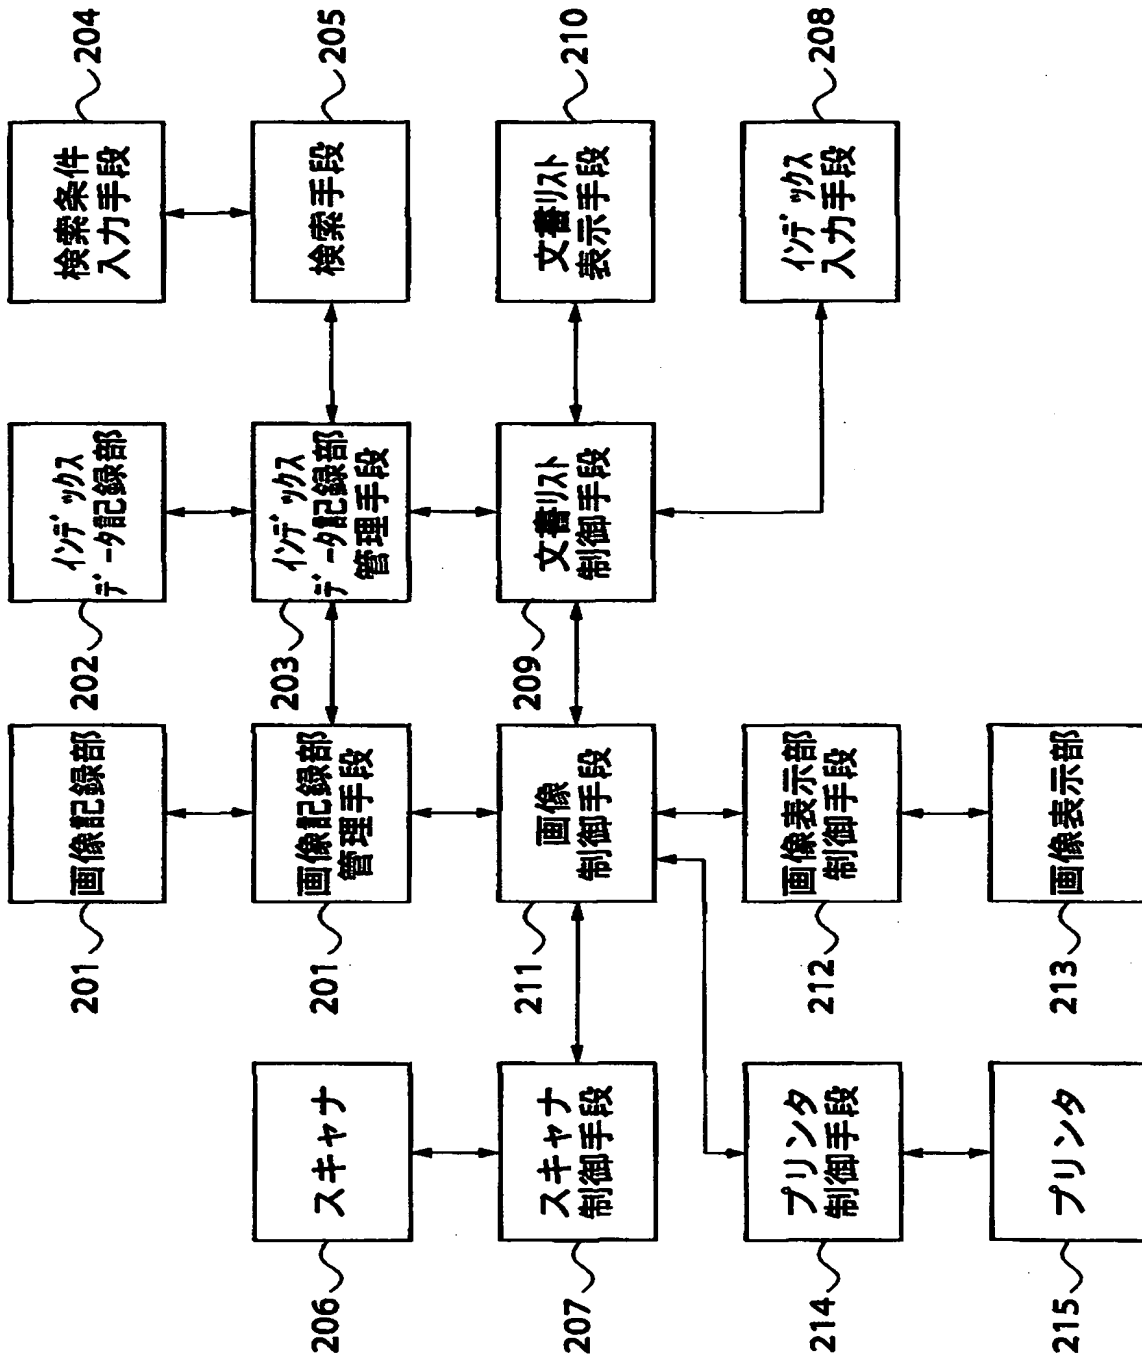 201
画像記録部
202
インデックス
データ記録部
204
検索条件
入力手段
206
スキャナ
201
画像記録部
管理手段
203
インデックス
データ記録部
管理手段
205
検索手段
207
スキャナ
制御手段
211
画像
制御手段
209
文書リスト
制御手段
210
文書リスト
表示手段
214
プリンタ
制御手段
212
画像表示部
制御手段
208
インデックス
入力手段
215
プリンタ
213
画像表示部